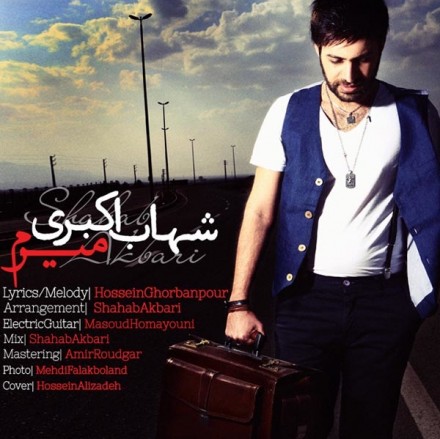 Shahab
شهاب اکبری
میرم
Akbari
Lyrics/Melody| HosseinGhorbanpour
Arrangement| ShahabAkbari
ElectricGuitar| MasoudHomayouni
Mix| ShahabAkbari
Mastering| AmirRoudgar
Photo| MehdiFalakboland
Cover| HosseinAlizadeh